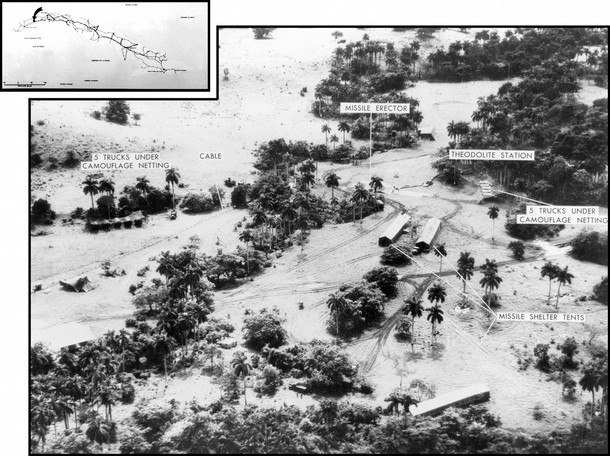 MISSILE ERECTOR
5 TRUCKS UNDER
CAMOUFLAGE NETTING
CABLE
THEODOLITE STATION
5 TRUCKS UNDER
CAMOUFLAGE NETTING
MISSILE SHELTER TENTS